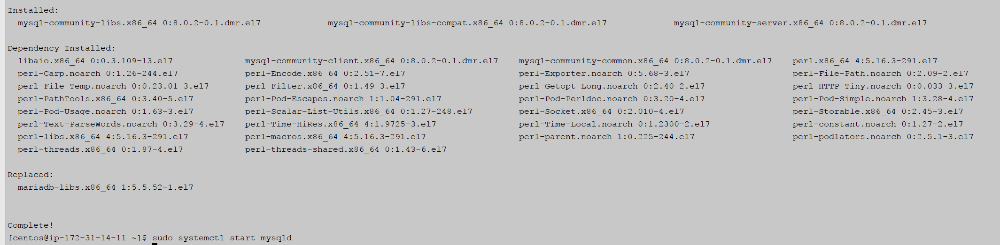 Installed:
mysql-community-libs.x86_64 0:8.0.2-0.1.dmr.el7 mysql-community-libs-compat.x86_64 0:8.0.2-0.1.dmr.el7 mysql-community-server.x86_64 0:8.0.2-0.1.dmr.el7
Dependency Installed:
libaio.x86_64 0:0.3.109-13.el7 mysql-community-client.x86_64 0:8.0.2-0.1.dmr.el7 mysql-community-common.x86_64 0:8.0.2-0.1.dmr.el7 perl.x86_64 4:5.16.3-291.el7
perl-Carp.noarch 0:1.26-244.el7 perl-Encode.x86_64 0:2.51-7.el7 perl-Exporter.noarch 0:5.68-3.el7 perl-File-Path.noarch 0:2.09-2.el7
perl-File-Temp.noarch 0:0.23.01-3.el7 perl-Filter.x86_64 0:1.49-3.el7 perl-Getopt-Long.noarch 0:2.40-2.el7 perl-HTTP-Tiny.noarch 0:0.033-3.el7
perl-PathTools.x86_64 0:3.40-5.el7 perl-Pod-Escapes.noarch 1:1.04-291.el7 perl-Pod-Perldoc.noarch 0:3.20-4.el7 perl-Pod-Simple.noarch 1:3.28-4.el7
perl-Pod-Usage.noarch 0:1.63-3.el7 perl-Scalar-List-Utils.x86_64 0:1.27-248.el7 perl-Socket.x86_64 0:2.010-4.el7 perl-Storable.x86_64 0:2.45-3.el7
perl-Text-ParseWords.noarch 0:3.29-4.el7 perl-Time-HiRes.x86_64 4:1.9725-3.el7 perl-Time-Local.noarch 0:1.2300-2.el7 perl-constant.noarch 0:1.27-2.el7
perl-libs.x86_64 4:5.16.3-291.el7 perl-macros.x86_64 4:5.16.3-291.el7 perl-parent.noarch 1:0.225-244.el7 perl-podlators.noarch 0:2.5.1-3.el7
perl-threads.x86_64 0:1.87-4.el7 perl-threads-shared.x86_64 0:1.43-6.el7
Replaced:
mariadb-libs.x86_64 1:5.5.52-1.el7
Complete!
[centos@ip-172-31-14-11 ~]$ sudo systemctl start mysqld